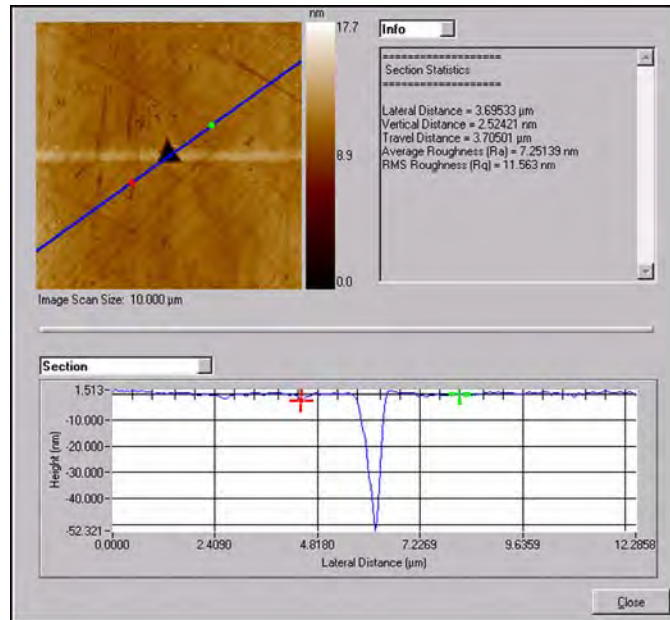 nm
17.7
8.9
0.0
Image Scan Size: 10.000 µm
Info
===================
Section Statistics
===================
Lateral Distance = 3.69533 µm
Vertical Distance = 2.52421 nm
Travel Distance = 3.70501 µm
Average Roughness (Ra) = 7.25139 nm
RMS Roughness (Rq) = 11.563 nm
Section
Height (nm)
1.513
-10.000
-20.000
-30.000
-40.000
-52.321
0.0000 2.4090 4.8180 7.2269 9.6359 12.2858
Lateral Distance (µm)
Close